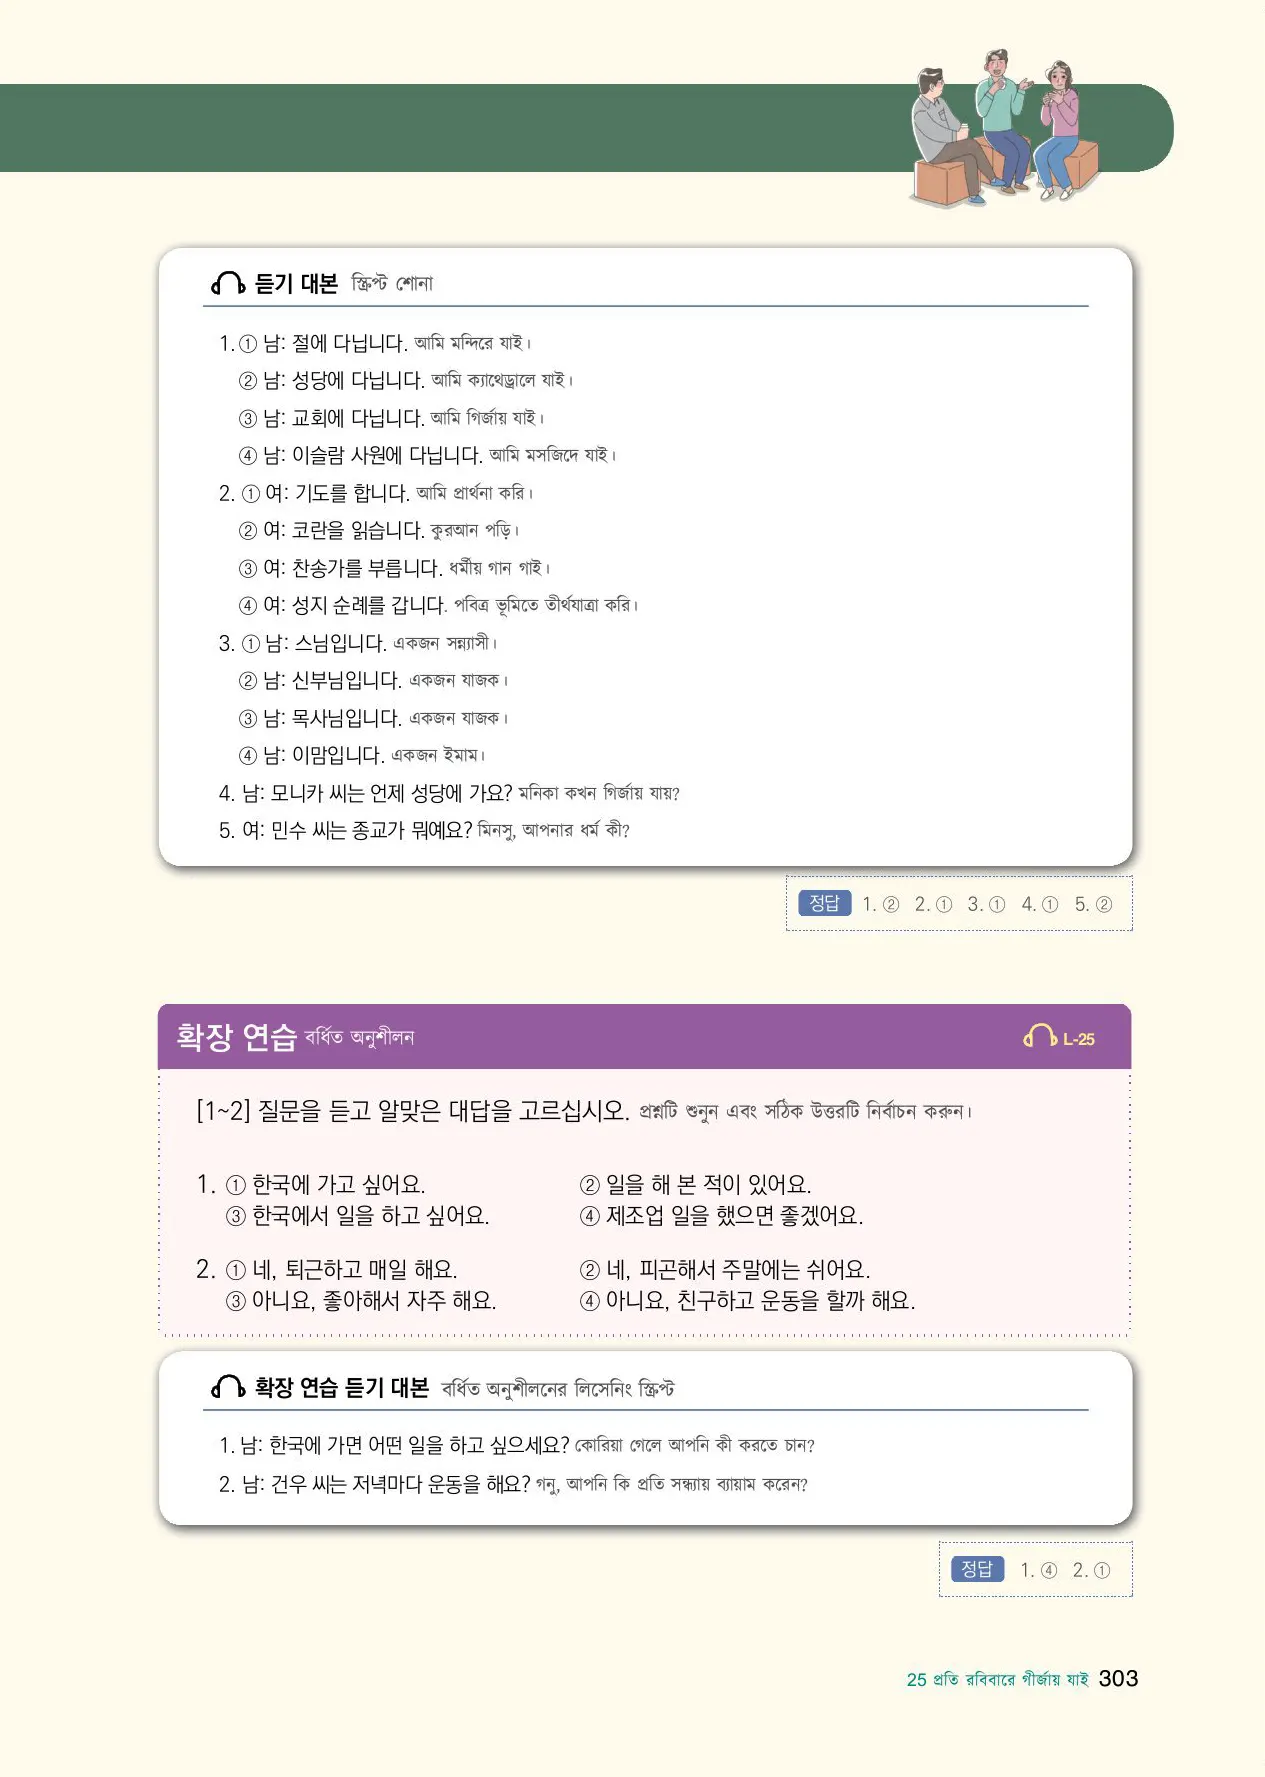 듣기 대본 স্ক্রিপ্ট শোনা
1. ① 남: 절에 다닙니다. আমি মন্দিরে যাই।
② 남: 성당에 다닙니다. আমি ক্যাথেড্রালে যাই।
③ 남: 교회에 다닙니다. আমি গির্জায় যাই।
④ 남: 이슬람 사원에 다닙니다. আমি মসজিদে যাই।
2. ① 여: 기도를 합니다. আমি প্রার্থনা করি।
② 여: 코란을 읽습니다. কুরআন পড়ি।
③ 여: 찬송가를 부릅니다. ধর্মীয় গান গাই।
④ 여: 성지 순례를 갑니다. পবিত্র ভূমিতে তীর্থযাত্রা করি।
3. ① 남: 스님입니다. একজন সন্ন্যাসী।
② 남: 신부님입니다. একজন যাজক।
③ 남: 목사님입니다. একজন যাজক।
④ 남: 이맘입니다. একজন ইমাম।
4. 남: 모니카 씨는 언제 성당에 가요? মনিকা কখন গির্জায় যায়?
5. 여: 민수 씨는 종교가 뭐예요? মিনসু, আপনার ধর্ম কী?
정답 1. ② 2. ① 3. ① 4. ① 5. ②
확장 연습 বর্ধিত অনুশীলন L-25
[1~2] 질문을 듣고 알맞은 대답을 고르십시오. প্রশ্নটি শুনুন এবং সঠিক উত্তরটি নির্বাচন করুন।
1. ① 한국에 가고 싶어요. ② 일을 해 본 적이 있어요.
③ 한국에서 일을 하고 싶어요. ④ 제조업 일을 했으면 좋겠어요.
2. ① 네, 퇴근하고 매일 해요. ② 네, 피곤해서 주말에는 쉬어요.
③ 아니요, 좋아해서 자주 해요. ④ 아니요, 친구하고 운동을 할까 해요.
확장 연습 듣기 대본 বর্ধিত অনুশীলনের লিসেনিং স্ক্রিপ্ট
1. 남: 한국에 가면 어떤 일을 하고 싶으세요? কোরিয়া গেলে আপনি কী করতে চান?
2. 남: 건우 씨는 저녁마다 운동을 해요? গনু, আপনি কি প্রতি সন্ধ্যায় ব্যায়াম করেন?
정답 1. ④ 2. ①
25 প্রতি রবিবারে গীর্জায় যাই 303